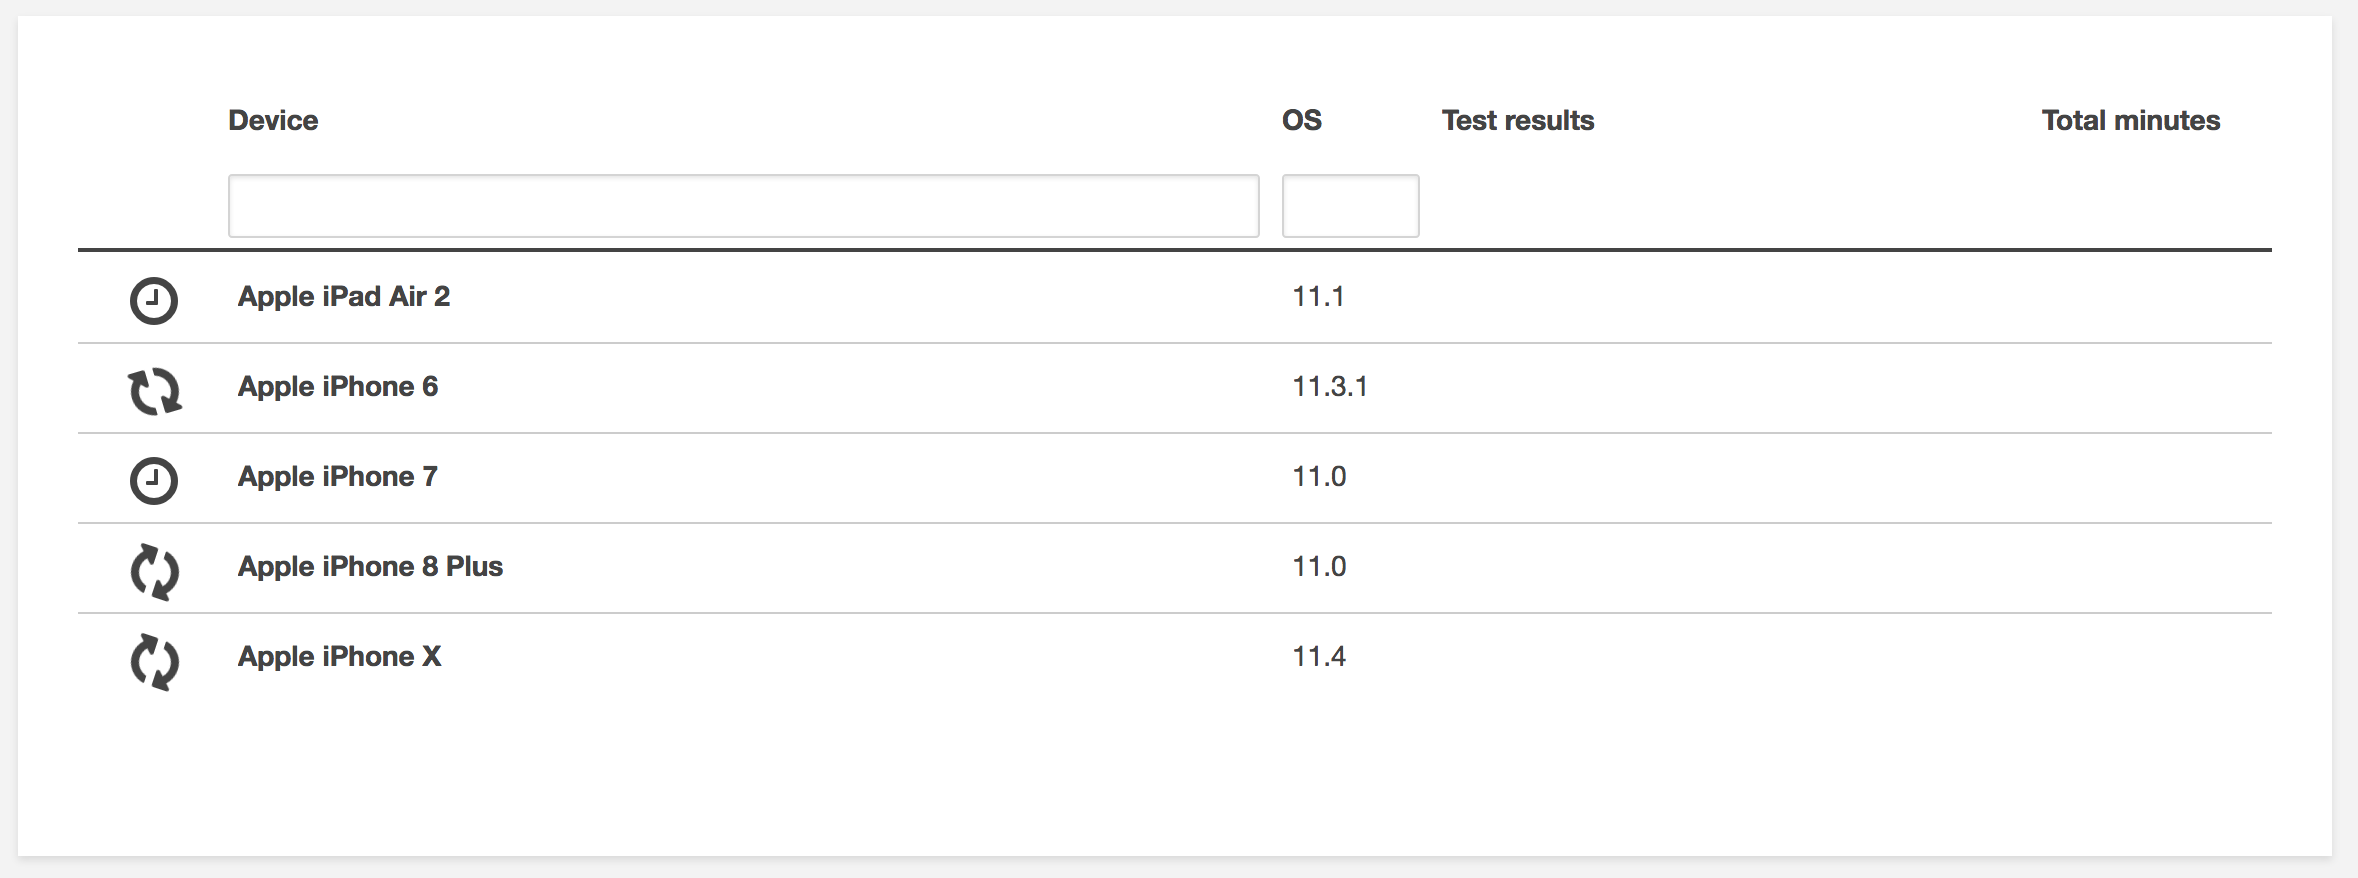 Device OS Test results Total minutes
Apple iPad Air 2 11.1
Apple iPhone 6 11.3.1
Apple iPhone 7 11.0
Apple iPhone 8 Plus 11.0
Apple iPhone X 11.4